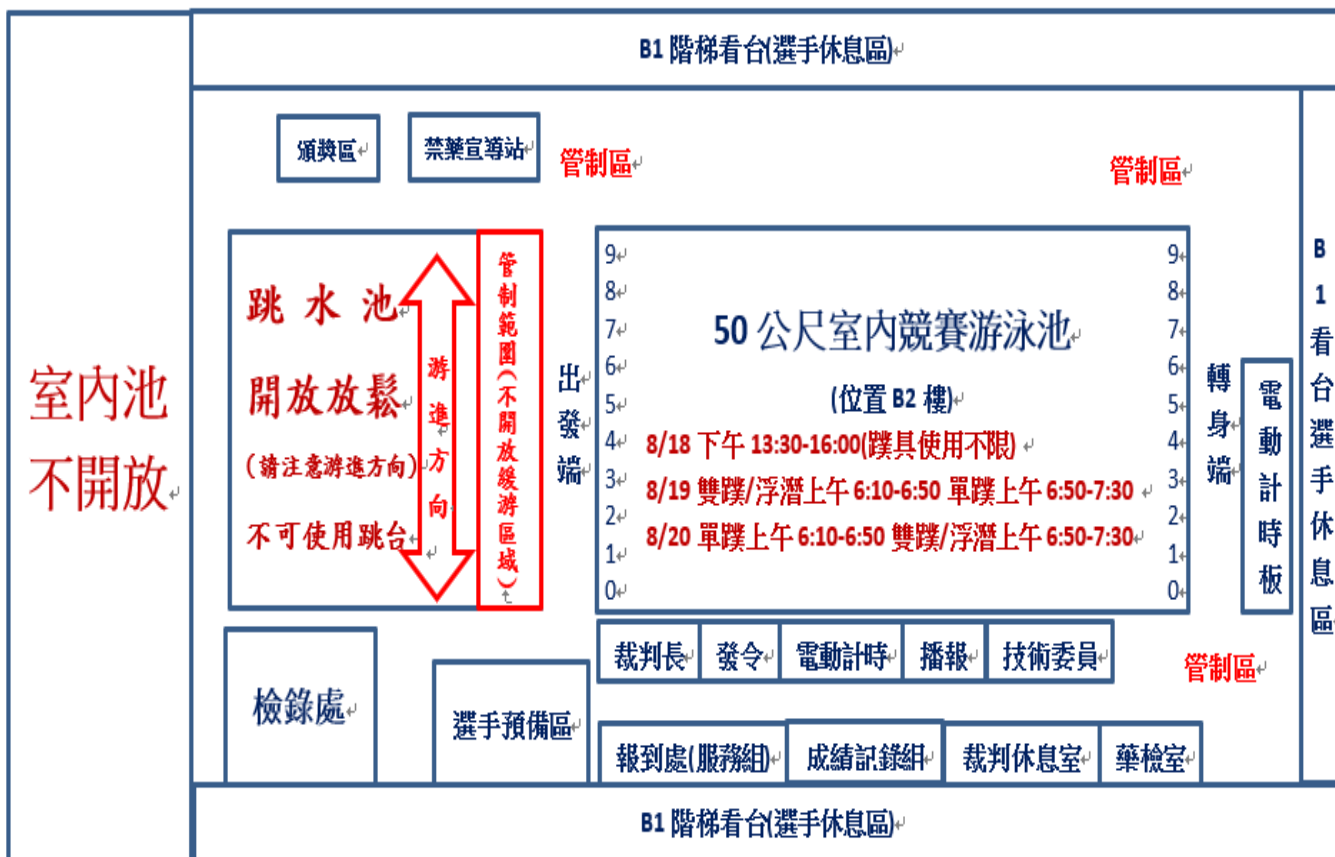 B1 階梯看台(選手休息區)
頒獎區
禁藥宣導站
管制區
管制區
室內池
不開放
跳 水 池
開放放鬆
(請注意游進方向)
不可使用跳台
游進方向
管制範圍(不開放緩游區域)
出發端
9
8
7
6
5
4
3
2
1
0
50 公尺室內競賽游泳池
(位置 B2 樓)
8/18 下午 13:30-16:00(蹼具使用不限)
8/19 雙蹼/浮潛上午 6:10-6:50 單蹼上午 6:50-7:30
8/20 單蹼上午 6:10-6:50 雙蹼/浮潛上午 6:50-7:30
9
8
7
6
5
4
3
2
1
0
轉身端
電動計時板
B1看台選手休息區
裁判長
發令
電動計時
播報
技術委員
管制區
檢錄處
選手預備區
報到處(服務組)
成績記錄組
裁判休息室
藥檢室
B1 階梯看台(選手休息區)